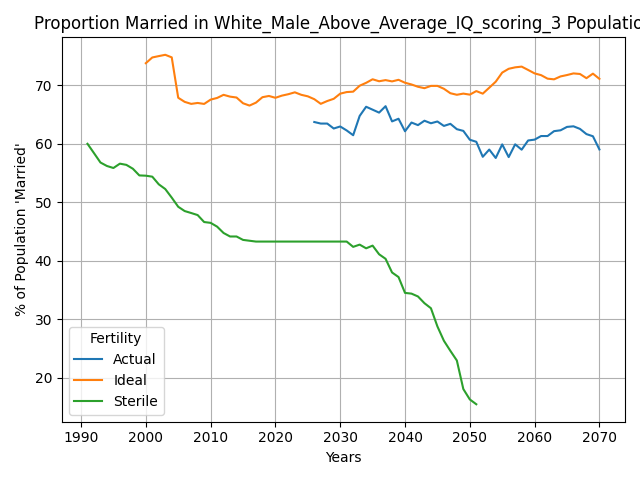 Proportion Married in White_Male_Above_Average_IQ_scoring_3 Populatio
% of Population 'Married'
70
60
50
40
30
20
Fertility
Actual
Ideal
Sterile
1990 2000 2010 2020 2030 2040 2050 2060 2070
Years